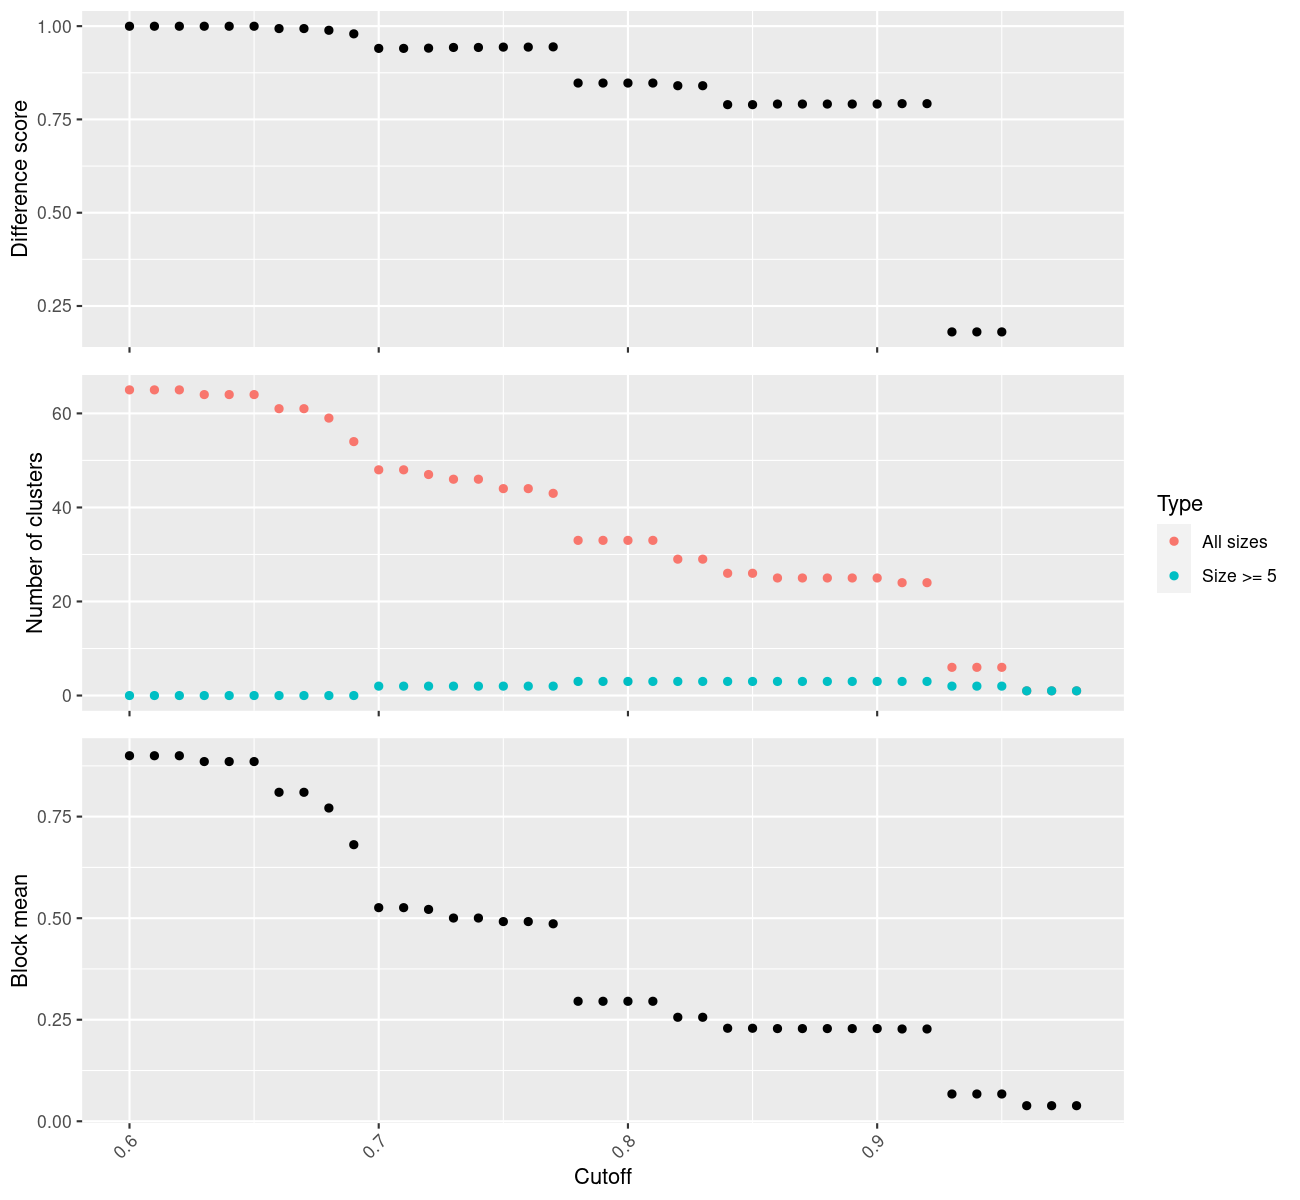 Difference score
1.00
0.75
0.50
0.25
Number of clusters
60
40
20
0
Type
All sizes
Size >= 5
Block mean
0.75
0.50
0.25
0.00
0.6
0.7
0.8
0.9
Cutoff